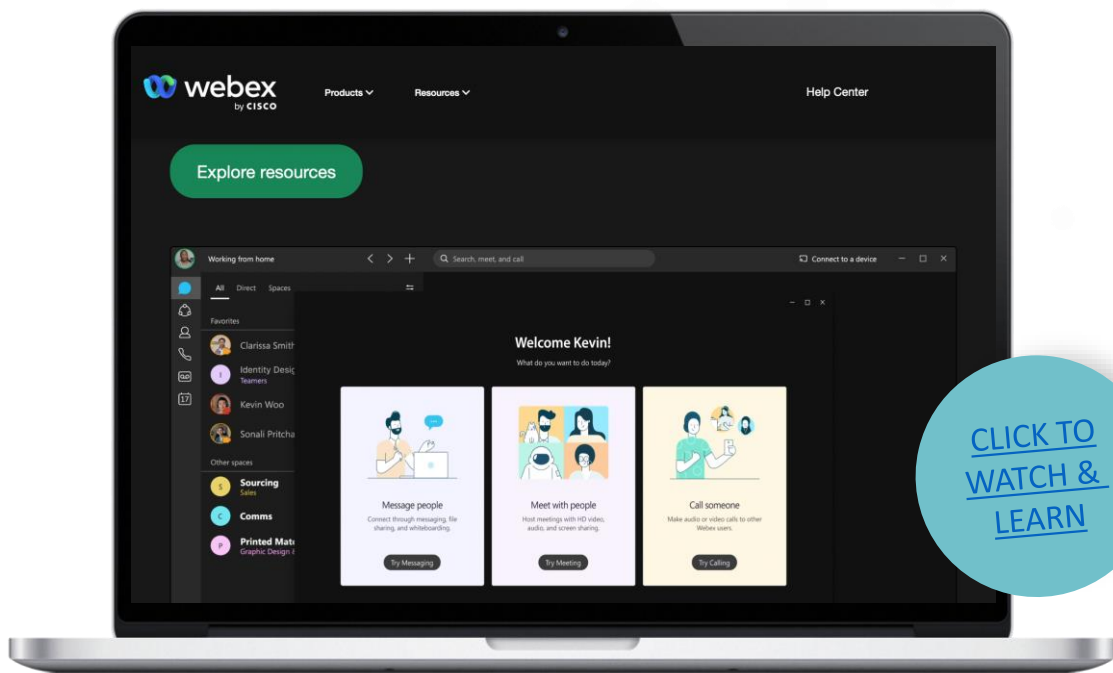 webex
by CISCO
Products
Resources
Help Center
Explore resources
Working from home
Search, meet, and call
Connect to a device
All Direct Spaces
Favorites
Clarissa Smith
I
Identity Desig
Teamers
Kevin Woo
Sonali Pritcha
Other spaces
S
Sourcing
Sales
C
Comms
P
Printed Mate
Graphic Design &
17
Welcome Kevin!
What do you want to do today?
Message people
Connect through messaging, file
sharing, and whiteboarding.
Try Messaging
Meet with people
Host meetings with HD video,
audio, and screen sharing.
Try Meeting
Call someone
Make audio or video calls to other
Webex users.
Try Calling
CLICK TO
WATCH &
LEARN